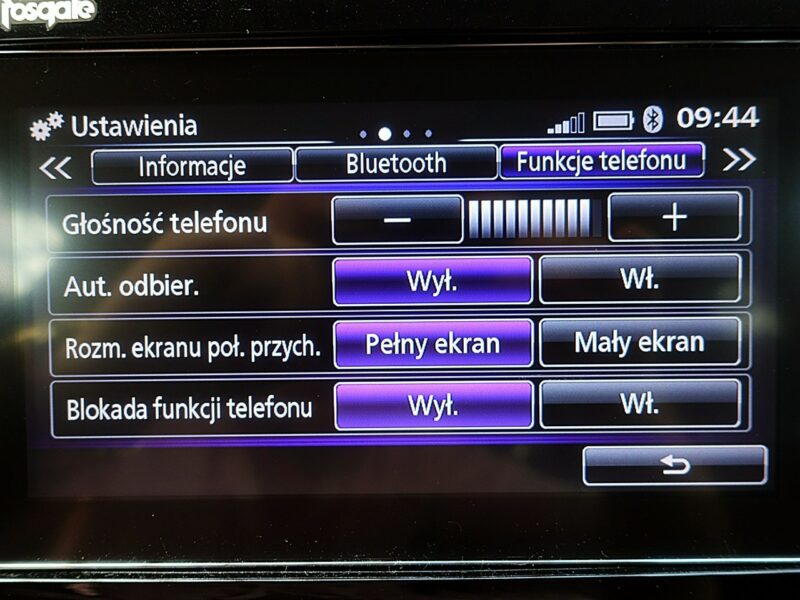 fosgate
Ustawienia 09:44
Informacje Bluetooth Funkcje telefonu
Głośność telefonu − +
Aut. odbier. Wył. Wł.
Rozm. ekranu poł. przych. Pełny ekran Mały ekran
Blokada funkcji telefonu Wył. Wł.